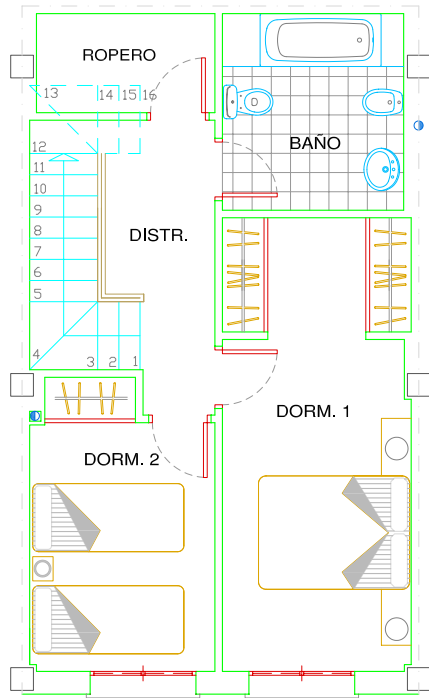 ROPERO
13 14 15 16
BAÑO
12
11
10
9
8
DISTR.
7
6
5
4 3 2 1
DORM. 1
DORM. 2